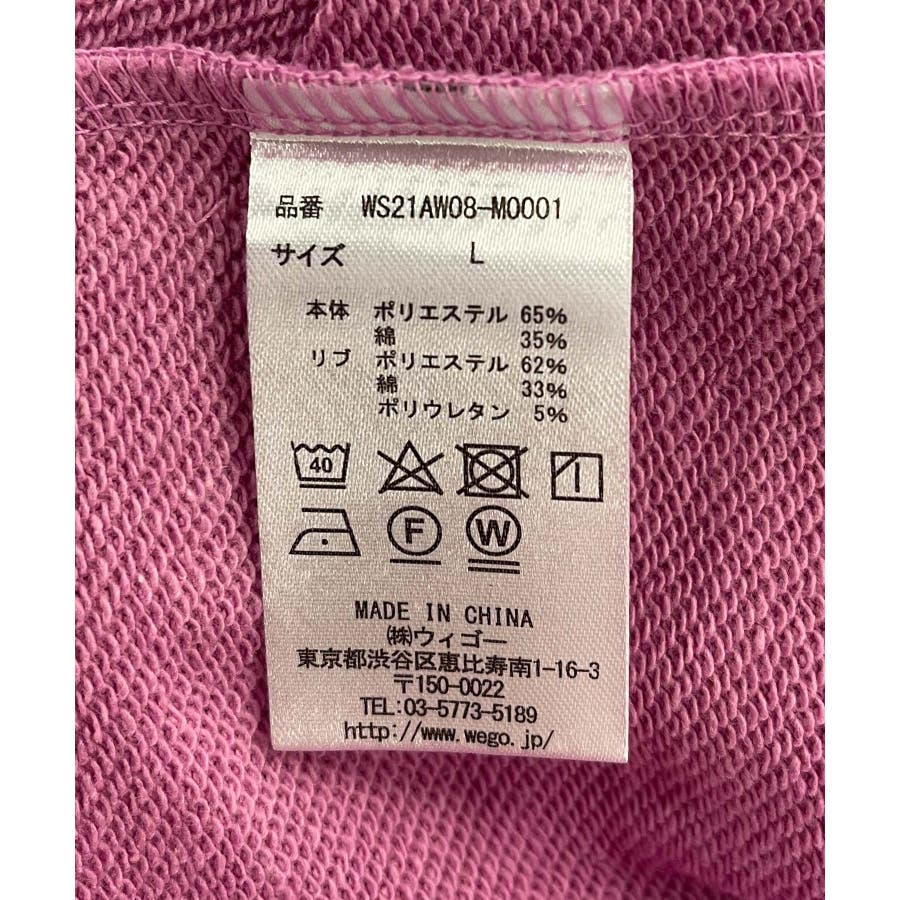 品番 WS21AW08-M0001
サイズ L
本体 ポリエステル 65%
綿 35%
リブ ポリエステル 62%
綿 33%
ポリウレタン 5%
40
F W
MADE IN CHINA
㈱ウィゴー
東京都渋谷区恵比寿南1-16-3
〒150-0022
TEL:03-5773-5189
http://www.wego.jp/